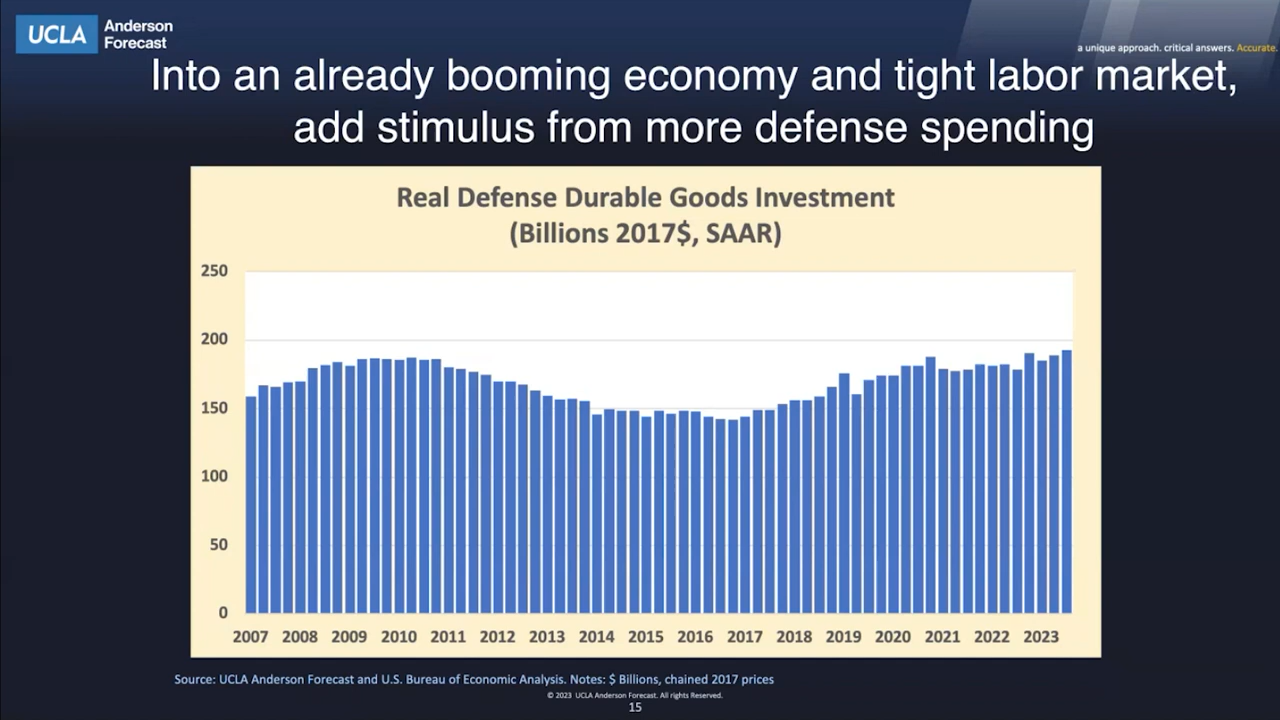 UCLA Anderson
Forecast
a unique approach. critical answers. Accurate.
Into an already booming economy and tight labor market,
add stimulus from more defense spending
Real Defense Durable Goods Investment
(Billions 2017$, SAAR)
250
200
150
100
50
0
2007 2008 2009 2010 2011 2012 2013 2014 2015 2016 2017 2018 2019 2020 2021 2022 2023
Source: UCLA Anderson Forecast and U.S. Bureau of Economic Analysis. Notes: $ Billions, chained 2017 prices
© 2023 UCLA Anderson Forecast. All rights Reserved.
15